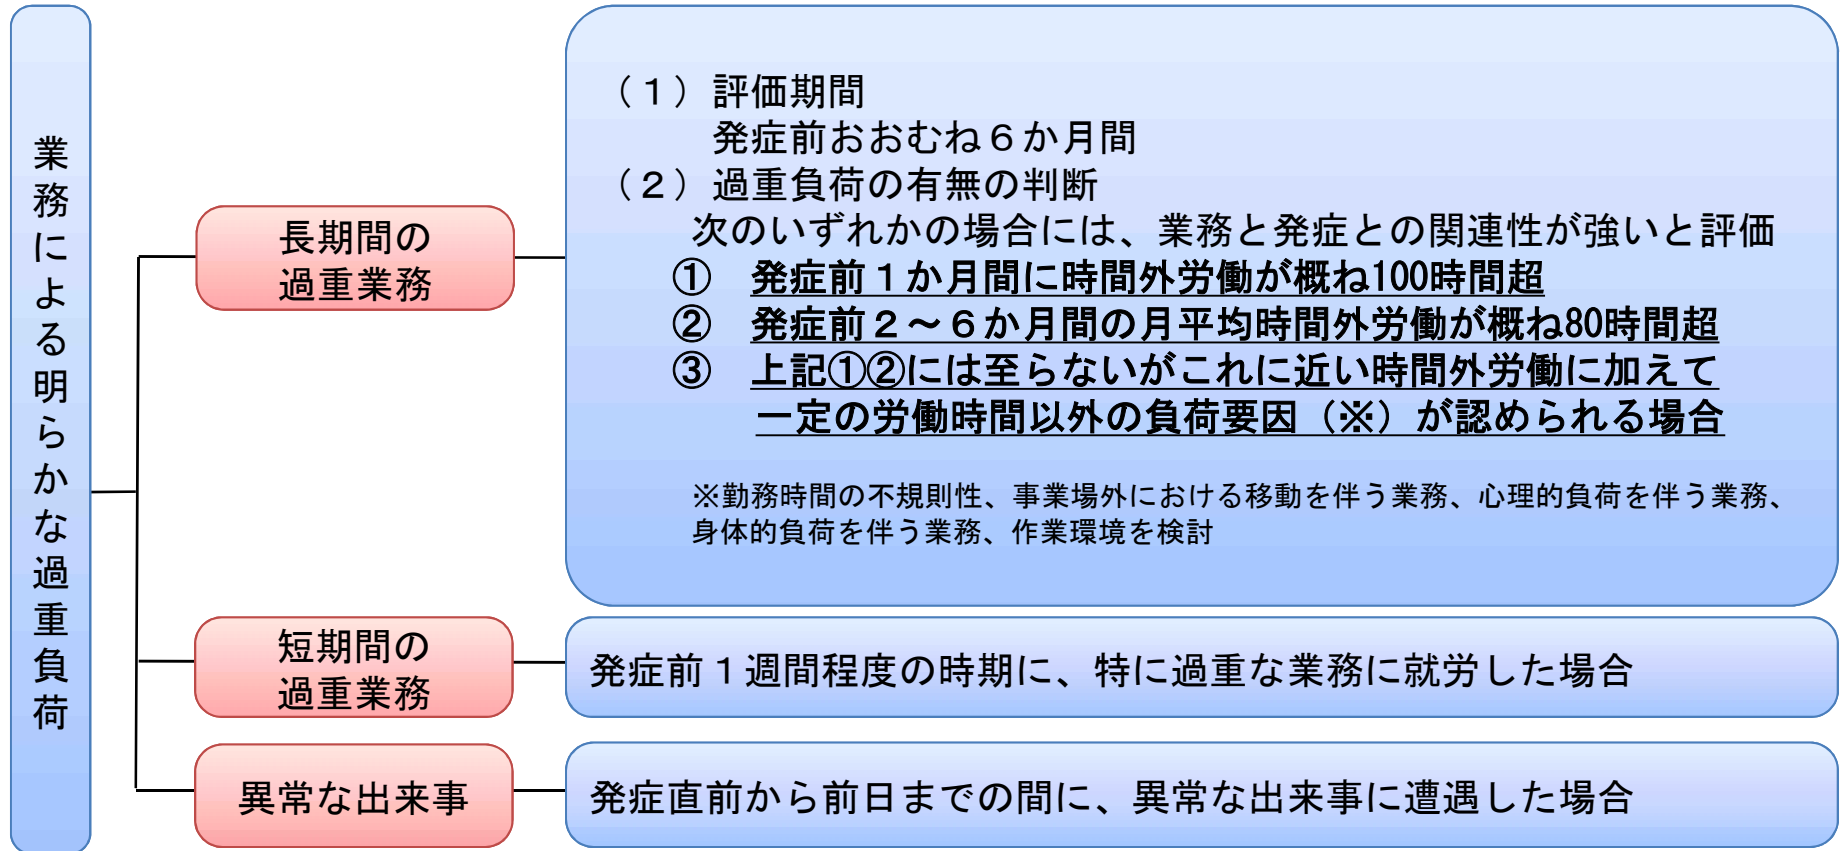 業務による明らかな過重負荷
長期間の
過重業務
（１）評価期間
発症前おおむね６か月間
（２）過重負荷の有無の判断
次のいずれかの場合には、業務と発症との関連性が強いと評価
①　発症前１か月間に時間外労働が概ね100時間超
②　発症前２～６か月間の月平均時間外労働が概ね80時間超
③　上記①②には至らないがこれに近い時間外労働に加えて
一定の労働時間以外の負荷要因（※）が認められる場合
※勤務時間の不規則性、事業場外における移動を伴う業務、心理的負荷を伴う業務、
身体的負荷を伴う業務、作業環境を検討
短期間の
過重業務
発症前１週間程度の時期に、特に過重な業務に就労した場合
異常な出来事
発症直前から前日までの間に、異常な出来事に遭遇した場合